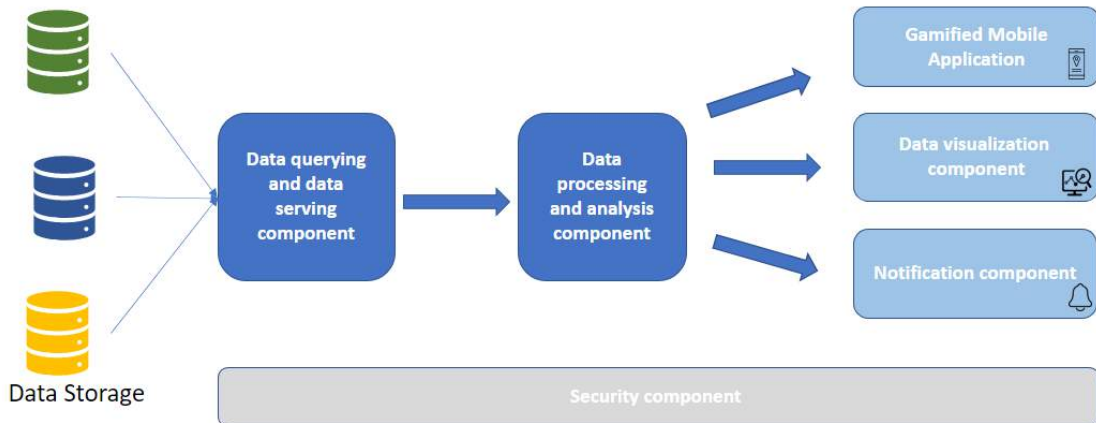 Gamified Mobile
Application
Data querying
and data
serving
component
Data
processing
and analysis
component
Data visualization
component
Notification component
Data Storage
Security component